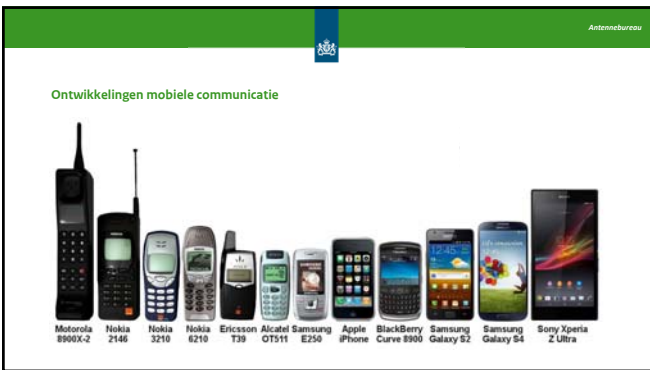 Antennebureau
Ontwikkelingen mobiele communicatie
Motorola 8900X-2
Nokia 2146
Nokia 3210
Nokia 6210
Ericsson T39
Alcatel OT511
Samsung E250
Apple iPhone
BlackBerry Curve 8900
Samsung Galaxy S2
Samsung Galaxy S4
Sony Xperia Z Ultra